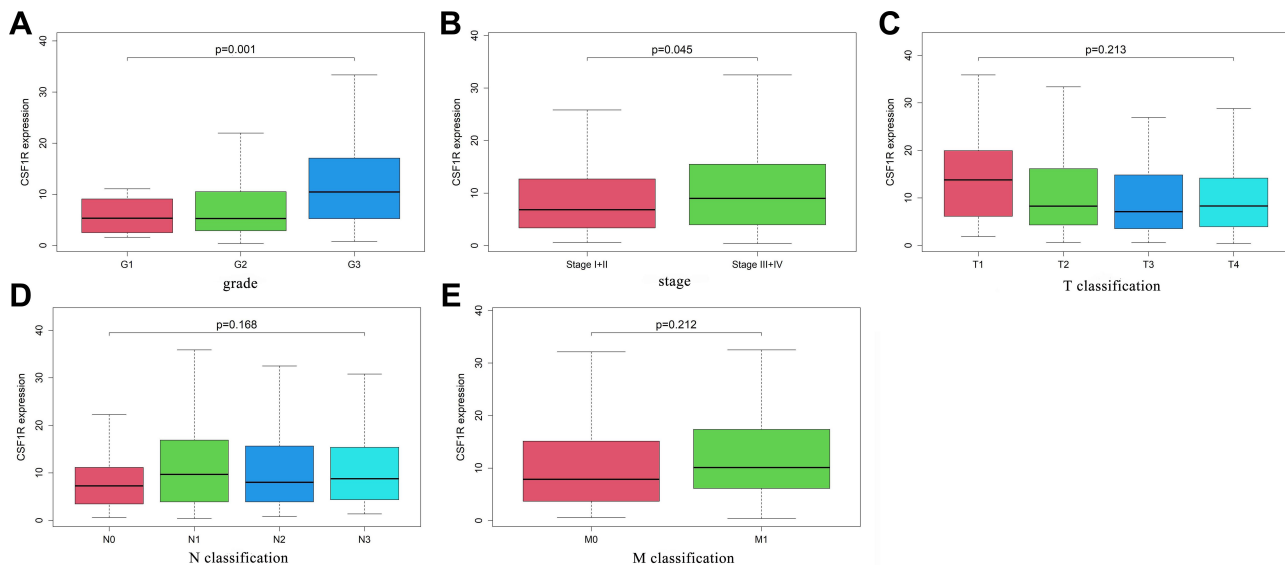 A
p=0.001
CSF1R expression
40
30
20
10
0
G1 G2 G3
grade
B
p=0.045
CSF1R expression
40
30
20
10
0
Stage I+II Stage III+IV
stage
C
p=0.213
CSF1R expression
40
30
20
10
0
T1 T2 T3 T4
T classification
D
p=0.168
CSF1R expression
40
30
20
10
0
N0 N1 N2 N3
N classification
E
p=0.212
CSF1R expression
40
30
20
10
0
M0 M1
M classification